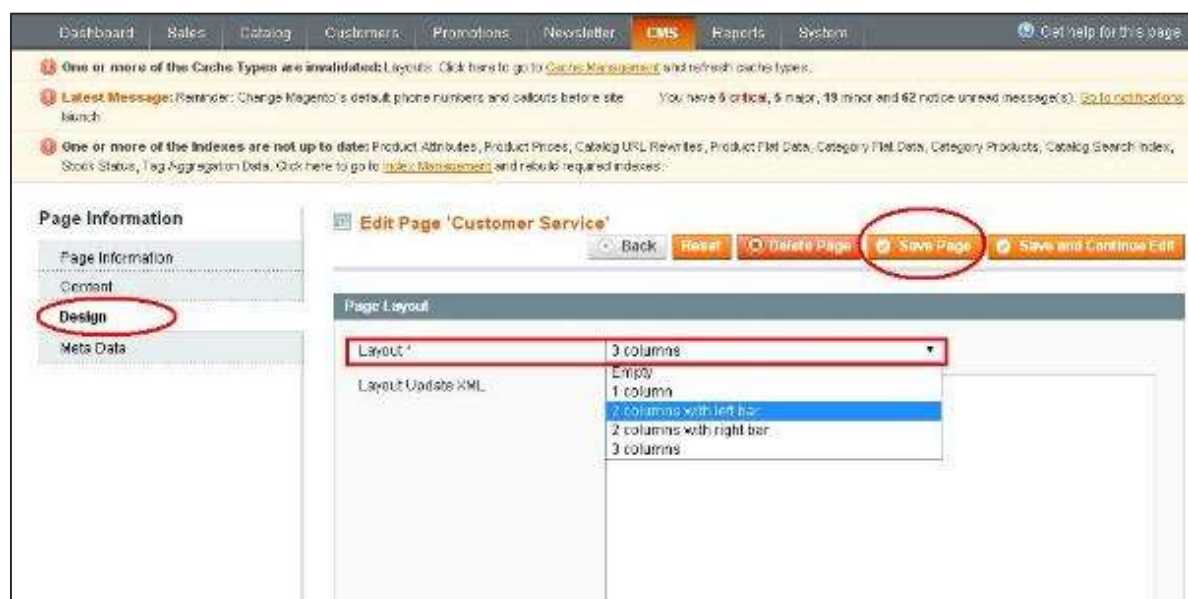 Dashboard Sales Catalog Customers Promotions Newsletter CMS Reports System Get help for this page
One or more of the Cache Types are invalidated: Layouts. Click here to go to Cache Management and refresh cache types.
Latest Message: Reminder: Change Magento's default phone numbers and callouts before site launch
You have 6 critical, 5 major, 19 minor and 62 notice unread message(s). Go to notifications
One or more of the Indexes are not up to date: Product Attributes, Product Prices, Catalog URL Rewrites, Product Flat Data, Category Flat Data, Category Products, Catalog Search Index,
Stock Status, Tag Aggregation Data. Click here to go to Index Management and rebuild required indexes.
Page Information
Page Information
Content
Design
Meta Data
Edit Page 'Customer Service'
Back Reset Delete Page Save Page Save and Continue Edit
Page Layout
Layout * 3 columns
Empty
1 column
2 columns with left bar
2 columns with right bar
3 columns
Layout Update XML